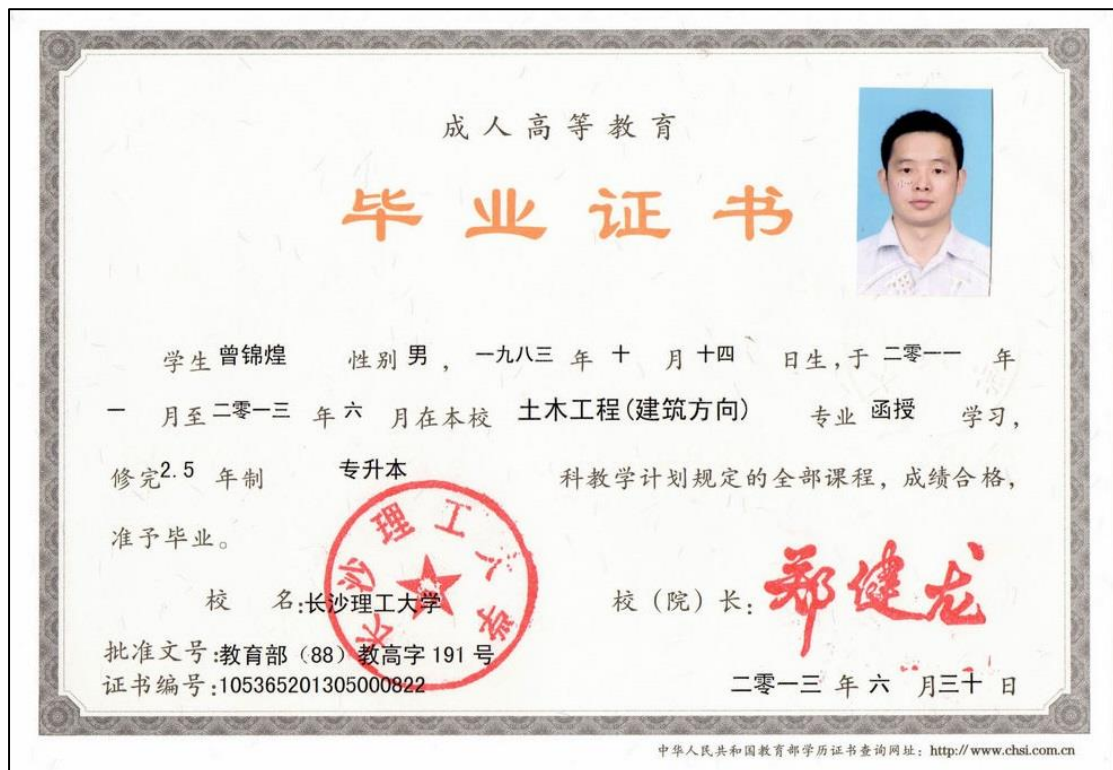 成人高等教育
毕业证书
学生 曾锦煌 性别 男 , 一九八三 年 十 月 十四 日生,于 二零一一 年
一 月至 二零一三 年 六 月在本校 土木工程(建筑方向) 专业 函授 学习,
修完2.5 年制 专升本 科教学计划规定的全部课程, 成绩合格,
准予毕业。
校 名:长沙理工大学 校（院）长: 郑健龙
长沙理工大学
批准文号:教育部（88）教高字 191 号
证书编号:105365201305000822 二零一三 年 六 月三十 日
中华人民共和国教育部学历证书查询网址: http://www.chsi.com.cn